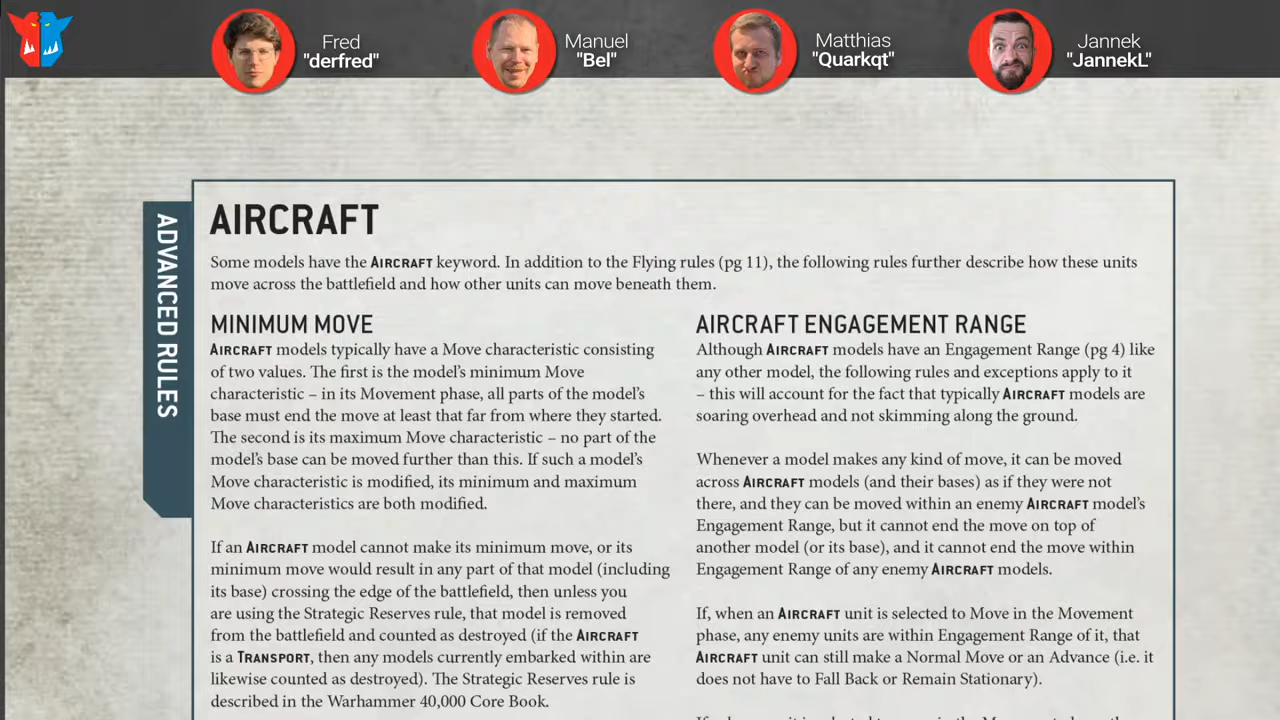 Fred
"derfred"
Manuel
"Bel"
Matthias
"Quarkqt"
Jannek
"JannekL"
ADVANCED RULES
AIRCRAFT
Some models have the AIRCRAFT keyword. In addition to the Flying rules (pg 11), the following rules further describe how these units
move across the battlefield and how other units can move beneath them.
MINIMUM MOVE
AIRCRAFT models typically have a Move characteristic consisting
of two values. The first is the model's minimum Move
characteristic – in its Movement phase, all parts of the model's
base must end the move at least that far from where they started.
The second is its maximum Move characteristic – no part of the
model's base can be moved further than this. If such a model's
Move characteristic is modified, its minimum and maximum
Move characteristics are both modified.
If an AIRCRAFT model cannot make its minimum move, or its
minimum move would result in any part of that model (including
its base) crossing the edge of the battlefield, then unless you
are using the Strategic Reserves rule, that model is removed
from the battlefield and counted as destroyed (if the AIRCRAFT
is a TRANSPORT, then any models currently embarked within are
likewise counted as destroyed). The Strategic Reserves rule is
described in the Warhammer 40,000 Core Book.
AIRCRAFT ENGAGEMENT RANGE
Although AIRCRAFT models have an Engagement Range (pg 4) like
any other model, the following rules and exceptions apply to it
– this will account for the fact that typically AIRCRAFT models are
soaring overhead and not skimming along the ground.
Whenever a model makes any kind of move, it can be moved
across AIRCRAFT models (and their bases) as if they were not
there, and they can be moved within an enemy AIRCRAFT model's
Engagement Range, but it cannot end the move on top of
another model (or its base), and it cannot end the move within
Engagement Range of any enemy AIRCRAFT models.
If, when an AIRCRAFT unit is selected to Move in the Movement
phase, any enemy units are within Engagement Range of it, that
AIRCRAFT unit can still make a Normal Move or an Advance (i.e. it
does not have to Fall Back or Remain Stationary).